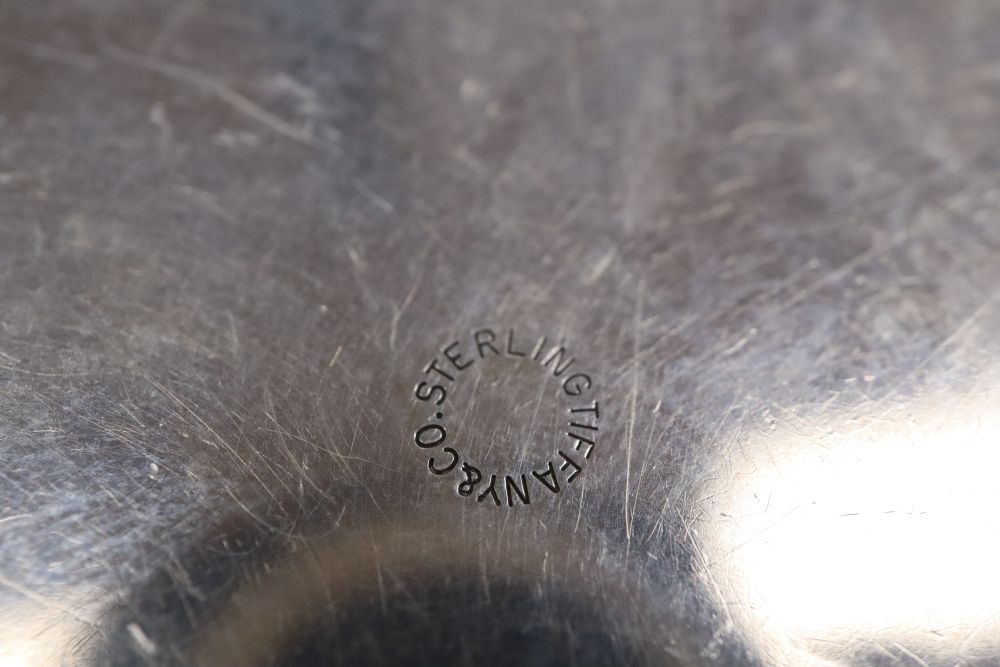 STERLING TIFFANY & CO.